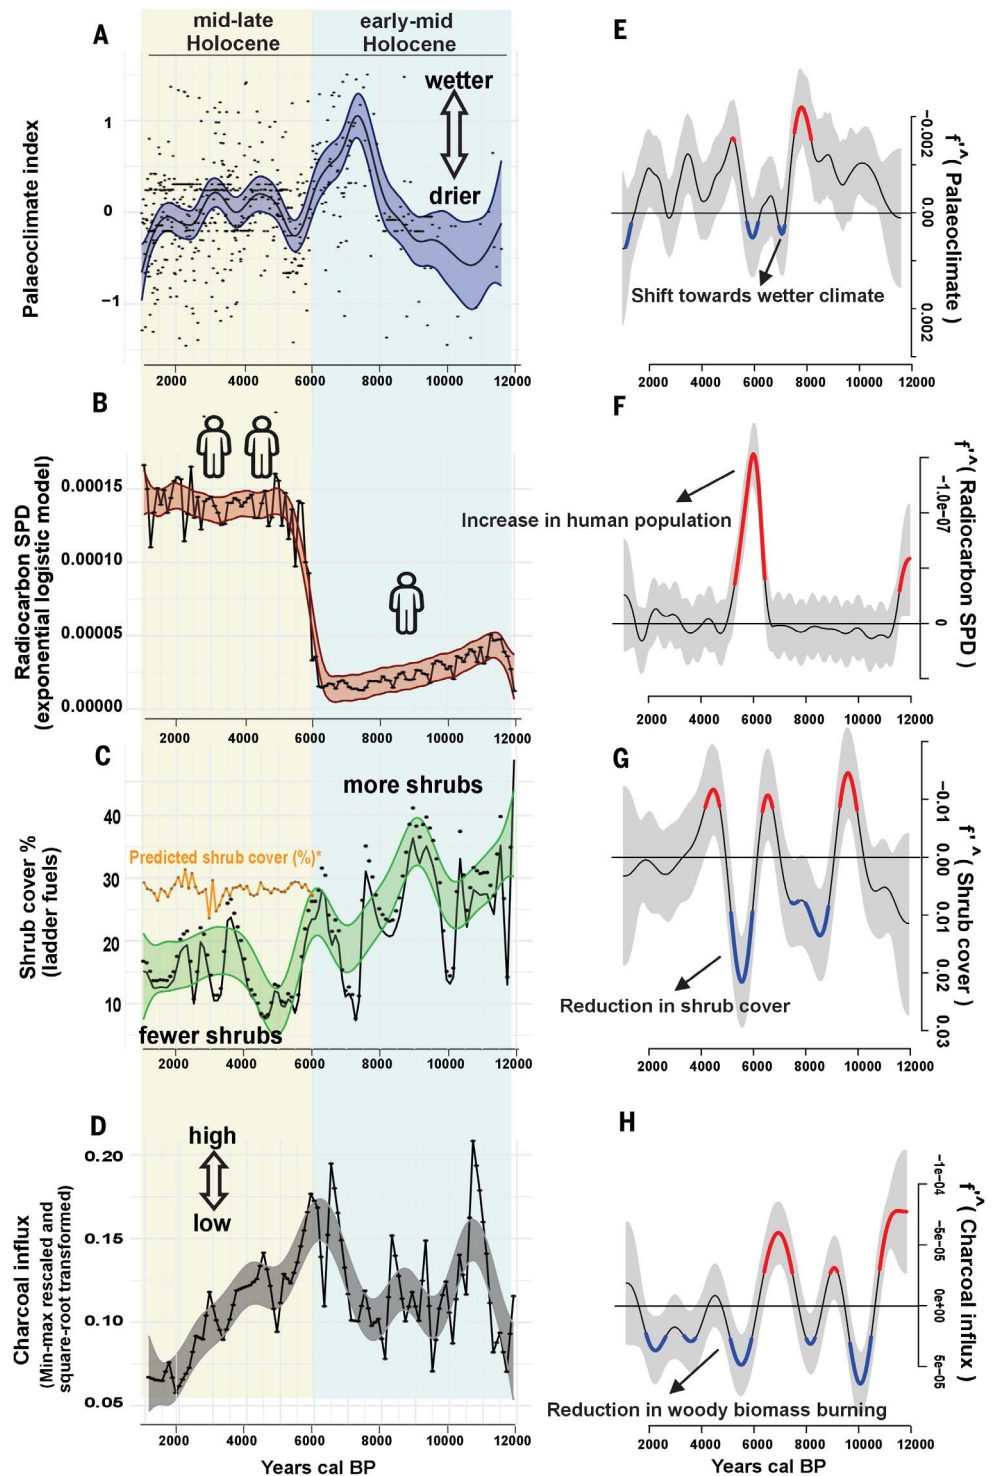 mid-late
Holocene
early-mid
Holocene
A
wetter
drier
Palaeoclimate index
1
0
−1
2000 4000 6000 8000 10000 12000
E
f'^ ( Palaeoclimate )
-0.002
0.00
0.002
Shift towards wetter climate
2000 4000 6000 8000 10000 12000
B
Radiocarbon SPD
(exponential logistic model)
0.00015
0.00010
0.00005
0.00000
2000 4000 6000 8000 10000 12000
F
f'^ ( Radiocarbon SPD )
-1.0e-07
0
Increase in human population
2000 4000 6000 8000 10000 12000
C
more shrubs
Predicted shrub cover (%)*
fewer shrubs
Shrub cover %
(ladder fuels)
40
30
20
10
2000 4000 6000 8000 10000 12000
G
f'^ ( Shrub cover )
-0.01
0.00
0.01
0.02
0.03
Reduction in shrub cover
2000 4000 6000 8000 10000 12000
D
high
low
Charcoal influx
(Min-max rescaled and
square-root transformed)
0.20
0.15
0.10
0.05
2000 4000 6000 8000 10000 12000
Years cal BP
H
f'^ ( Charcoal influx )
-1e-04
-5e-05
0e+00
5e-05
Reduction in woody biomass burning
2000 4000 6000 8000 10000 12000
Years cal BP